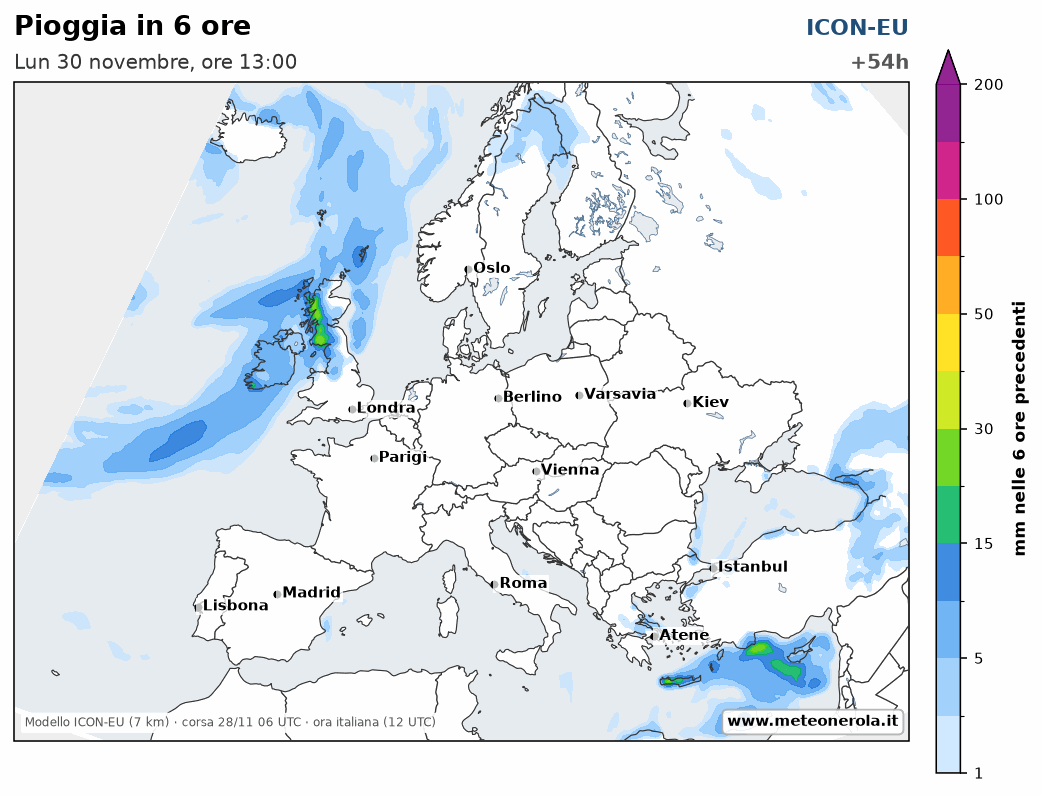 Pioggia in 6 ore
ICON-EU
Lun 30 novembre, ore 13:00
+54h
200
100
50
30
15
5
1
mm nelle 6 ore precedenti
Oslo
Berlino
Varsavia
Kiev
Londra
Parigi
Vienna
Istanbul
Roma
Madrid
Lisbona
Atene
Modello ICON-EU (7 km) · corsa 28/11 06 UTC · ora italiana (12 UTC)
www.meteonerola.it